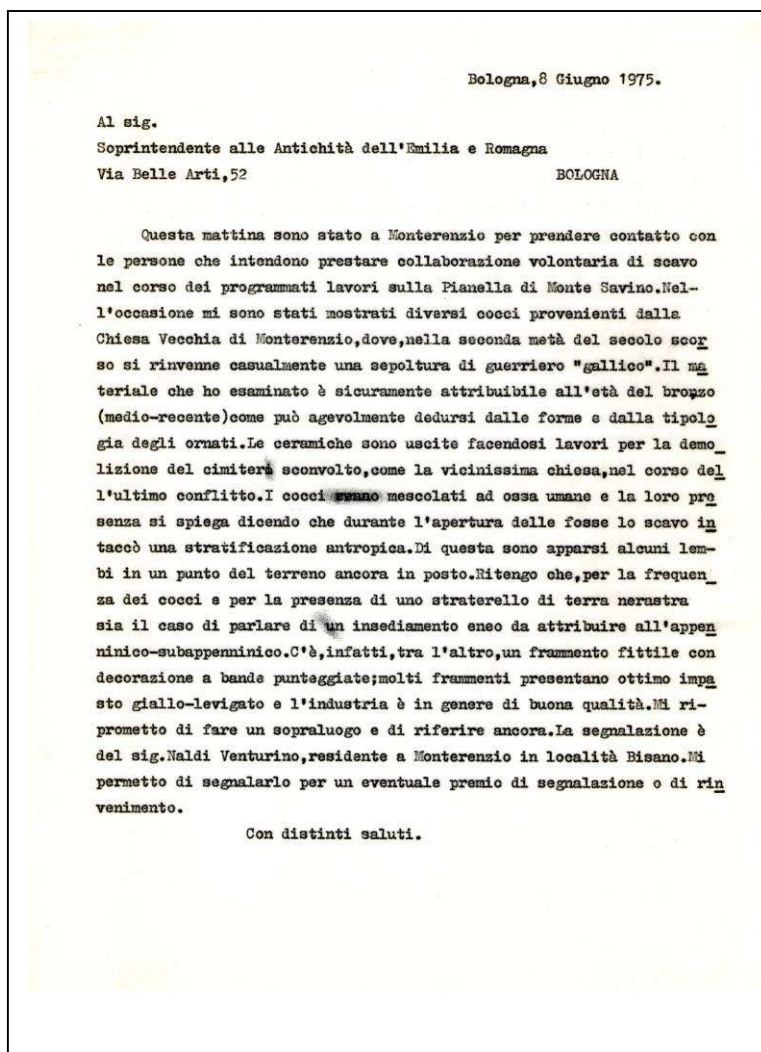 Bologna,8 Giugno 1975.
Al sig.
Soprintendente alle Antichità dell'Emilia e Romagna
Via Belle Arti,52 BOLOGNA
Questa mattina sono stato a Monterenzio per prendere contatto con
le persone che intendono prestare collaborazione volontaria di scavo
nel corso dei programmati lavori sulla Pianella di Monte Savino.Nel-
l'occasione mi sono stati mostrati diversi cocci provenienti dalla
Chiesa Vecchia di Monterenzio,dove,nella seconda metà del secolo scor
so si rinvenne casualmente una sepoltura di guerriero "gallico".Il ma
teriale che ho esaminato è sicuramente attribuibile all'età del bronzo
(medio-recente)come può agevolmente dedursi dalle forme e dalla tipolo
gia degli ornati.Le ceramiche sono uscite facendosi lavori per la demo_
lizione del cimitero sconvolto,come la vicinissima chiesa,nel corso del
l'ultimo conflitto.I cocci erano mescolati ad ossa umane e la loro pre
senza si spiega dicendo che durante l'apertura delle fosse lo scavo in
taccò una stratificazione antropica.Di questa sono apparsi alcuni lem-
bi in un punto del terreno ancora in posto.Ritengo che,per la frequen_
za dei cocci e per la presenza di uno straterello di terra nerastra
sia il caso di parlare di un insediamento eneo da attribuire all'appen
ninico-subappenninico.C'è,infatti,tra l'altro,un frammento fittile con
decorazione a bande punteggiate;molti frammenti presentano ottimo impa
sto giallo-levigato e l'industria è in genere di buona qualità.Mi ri-
prometto di fare un sopraluogo e di riferire ancora.La segnalazione è
del sig.Naldi Venturino,residente a Monterenzio in località Bisano.Mi
permetto di segnalarlo per un eventuale premio di segnalazione o di rin
venimento.
Con distinti saluti.